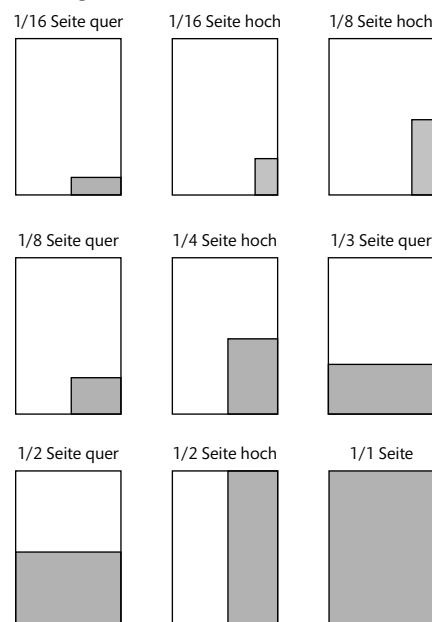 1/16 Seite quer 1/16 Seite hoch 1/8 Seite hoch
1/8 Seite quer 1/4 Seite hoch 1/3 Seite quer
1/2 Seite quer 1/2 Seite hoch 1/1 Seite